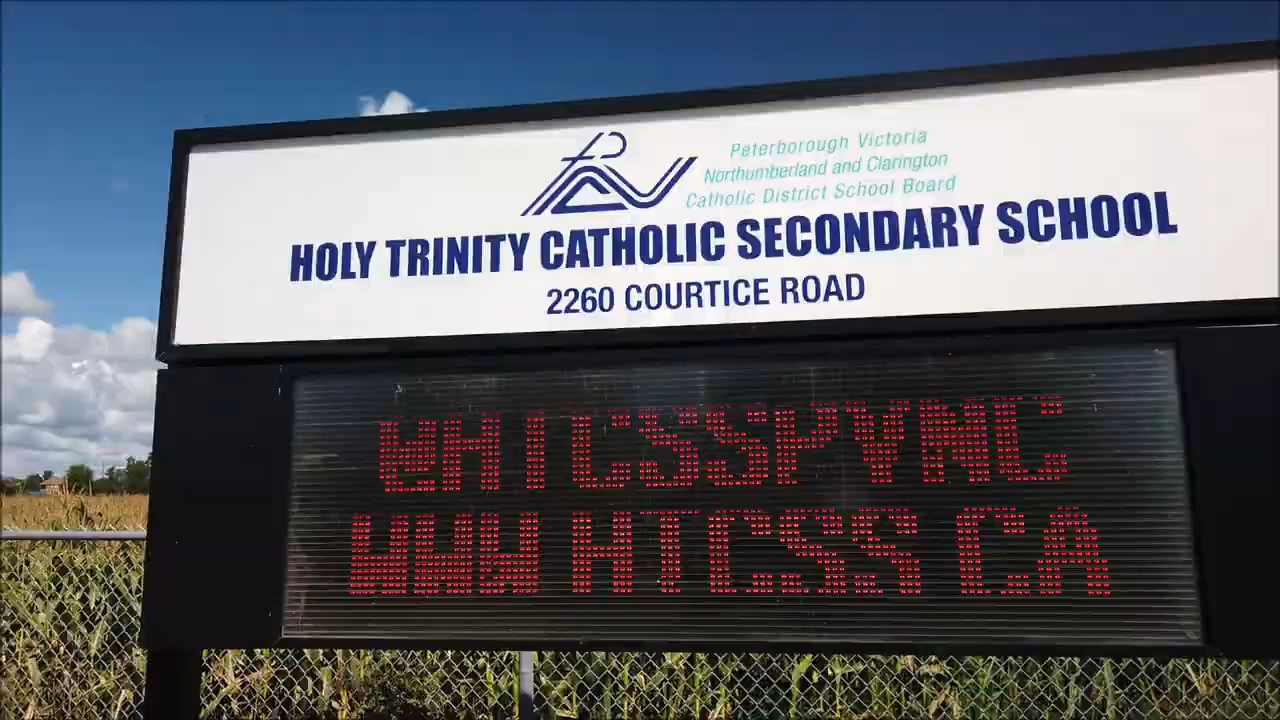 Peterborough Victoria
Northumberland and Clarington
Catholic District School Board
HOLY TRINITY CATHOLIC SECONDARY SCHOOL
2260 COURTICE ROAD
@HTCSSPVNC
WWW HTCSS CA